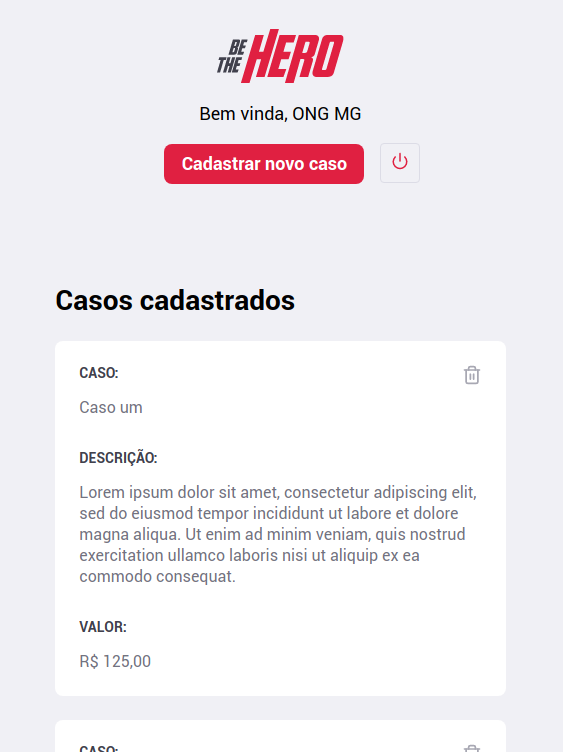 BE
THE HERO
Bem vinda, ONG MG
Cadastrar novo caso
Casos cadastrados
CASO:
Caso um
DESCRIÇÃO:
Lorem ipsum dolor sit amet, consectetur adipiscing elit,
sed do eiusmod tempor incididunt ut labore et dolore
magna aliqua. Ut enim ad minim veniam, quis nostrud
exercitation ullamco laboris nisi ut aliquip ex ea
commodo consequat.
VALOR:
R$ 125,00
CASO: